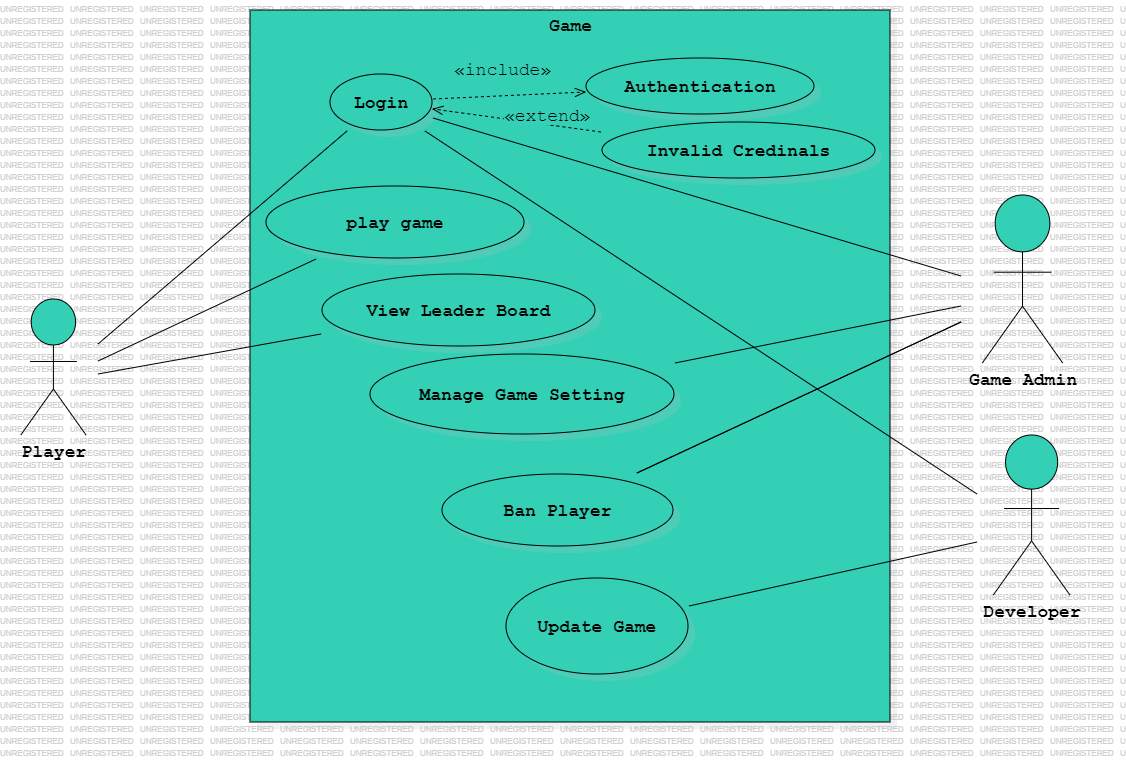 Game
«include»
Authentication
Login
«extend»
Invalid Credinals
play game
View Leader Board
Game Admin
Manage Game Setting
Player
Ban Player
Developer
Update Game
UNREGISTERED